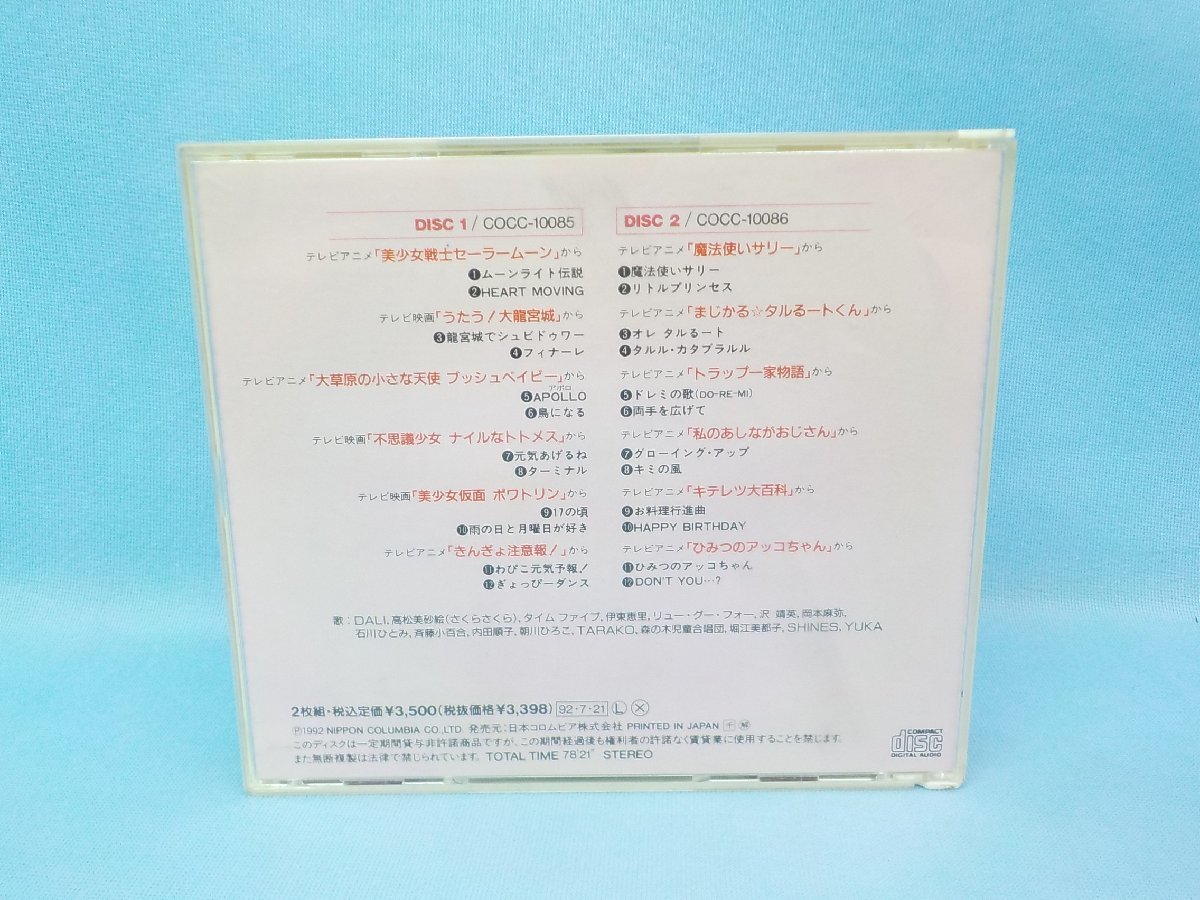 DISC 1 / COCC-10085
テレビアニメ「美少女戦士セーラームーン」から
❶ムーンライト伝説
❷HEART MOVING
テレビ映画「うたう!大龍宮城」から
❸龍宮城でシュビドゥワー
❹フィナーレ
テレビアニメ「大草原の小さな天使 ブッシュベイビー」から
アポロ
❺APOLLO
❻鳥になる
テレビ映画「不思議少女 ナイルなトトメス」から
❼元気あげるね
❽ターミナル
テレビ映画「美少女仮面 ポワトリン」から
❾17の頃
❿雨の日と月曜日が好き
テレビアニメ「きんぎょ注意報!」から
⓫わぴこ元気予報!
⓬ぎょっぴーダンス
DISC 2 / COCC-10086
テレビアニメ「魔法使いサリー」から
❶魔法使いサリー
❷リトルプリンセス
テレビアニメ「まじかる☆タルるートくん」から
❸オレ タルるート
❹タルル・カタブラルル
テレビアニメ「トラップ一家物語」から
❺ドレミの歌(DO-RE-MI)
❻両手を広げて
テレビアニメ「私のあしながおじさん」から
❼グローイング・アップ
❽キミの風
テレビアニメ「キテレツ大百科」から
❾お料理行進曲
❿HAPPY BIRTHDAY
テレビアニメ「ひみつのアッコちゃん」から
⓫ひみつのアッコちゃん
⓬DON'T YOU…?
歌:DALI, 高松美砂絵(さくらさくら), タイム ファイブ, 伊東恵里, リュー・グー・フォー, 沢 靖英, 岡本麻弥,
石川ひとみ, 斉藤小百合, 内田順子, 朝川ひろこ, TARAKO, 森の木児童合唱団, 堀江美都子, SHINES, YUKA
2枚組・税込定価¥3,500(税抜価格¥3,398) 92・7・21 Ⓛ Ⓧ
Ⓟ1992 NIPPON COLUMBIA CO., LTD. 発売元:日本コロムビア株式会社 PRINTED IN JAPAN
このディスクは一定期間貸与非許諾商品ですが、この期間経過後も権利者の許諾なく賃貸業に使用することを禁じます。
また無断複製は法律で禁じられています。TOTAL TIME 78'21" STEREO
COMPACT
disc
DIGITAL AUDIO